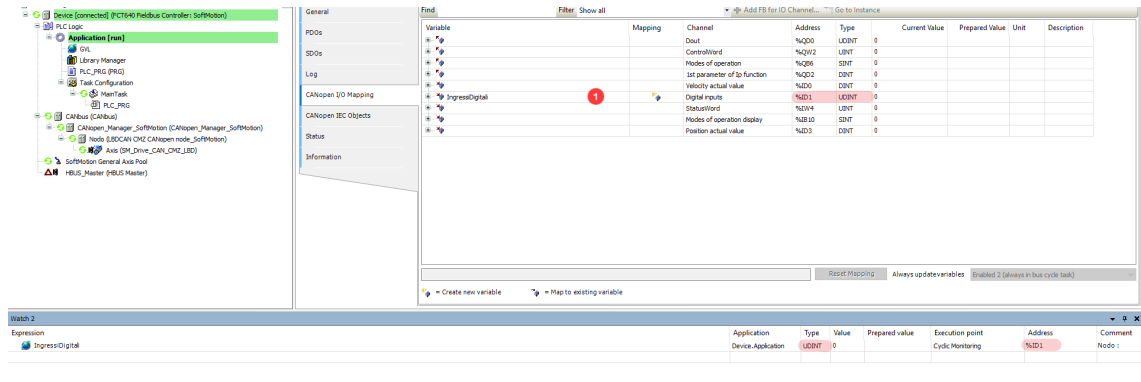 Device [connected] (FCT640 Fieldbus Controller: SoftMotion)
PLC Logic
Application [run]
GVL
Library Manager
PLC_PRG (PRG)
Task Configuration
MainTask
PLC_PRG
CANbus (CANbus)
CANopen_Manager_SoftMotion (CANopen_Manager_SoftMotion)
Nodo (LBDCAN CMZ CANopen node_SoftMotion)
Axis (SM_Drive_CAN_CMZ_LBD)
SoftMotion General Axis Pool
HBUS_Master (HBUS Master)
General
PDOs
SDOs
Log
CANopen I/O Mapping
CANopen IEC Objects
Status
Information
Find Filter Show all Add FB for IO Channel... Go to Instance
Variable Mapping Channel Address Type Current Value Prepared Value Unit Description
Dout %QD0 UDINT 0
ControlWord %QW2 UINT 0
Modes of operation %QB6 SINT 0
1st parameter of Ip function %QD2 DINT 0
Velocity actual value %ID0 DINT 0
IngressiDigitali 1 Digital inputs %ID1 UDINT 0
StatusWord %IW4 UINT 0
Modes of operation display %IB10 SINT 0
Position actual value %ID3 DINT 0
Reset Mapping Always updatevariables Enabled 2 (always in bus cycle task)
= Create new variable = Map to existing variable
Watch 2
Expression Application Type Value Prepared value Execution point Address Comment
IngressiDigitali Device.Application UDINT 0 Cyclic Monitoring %ID1 Nodo :